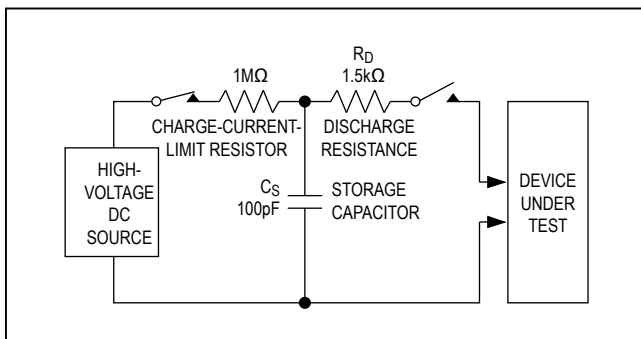 R_D
1MΩ
1.5kΩ
CHARGE-CURRENT-
LIMIT RESISTOR
DISCHARGE
RESISTANCE
HIGH-
VOLTAGE
DC
SOURCE
C_S
100pF
STORAGE
CAPACITOR
DEVICE
UNDER
TEST